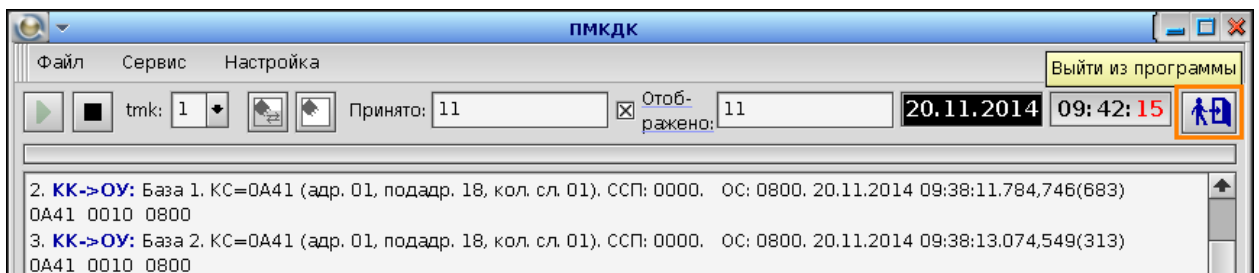 ПМКДК
Файл Сервис Настройка
Выйти из программы
tmk: 1 Принято: 11 Отоб-
ражено: 11 20.11.2014 09:42:15
2. КК->ОУ: База 1. КС=0А41 (адр. 01, подадр. 18, кол. сл. 01). ССП: 0000. ОС: 0800. 20.11.2014 09:38:11.784,746(683)
0A41 0010 0800
3. КК->ОУ: База 2. КС=0А41 (адр. 01, подадр. 18, кол. сл. 01). ССП: 0000. ОС: 0800. 20.11.2014 09:38:13.074,549(313)
0A41 0010 0800